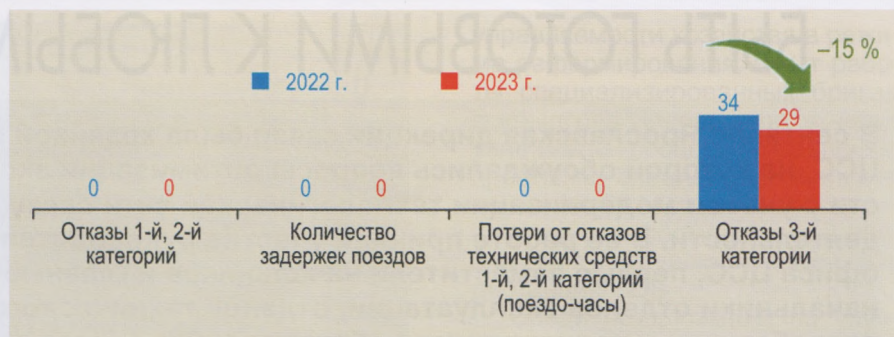 –15 %
2022 г.
2023 г.
34
29
0
0
0
0
0
0
Отказы 1-й, 2-й
категорий
Количество
задержек поездов
Потери от отказов
технических средств
1-й, 2-й категорий
(поездо-часы)
Отказы 3-й
категории